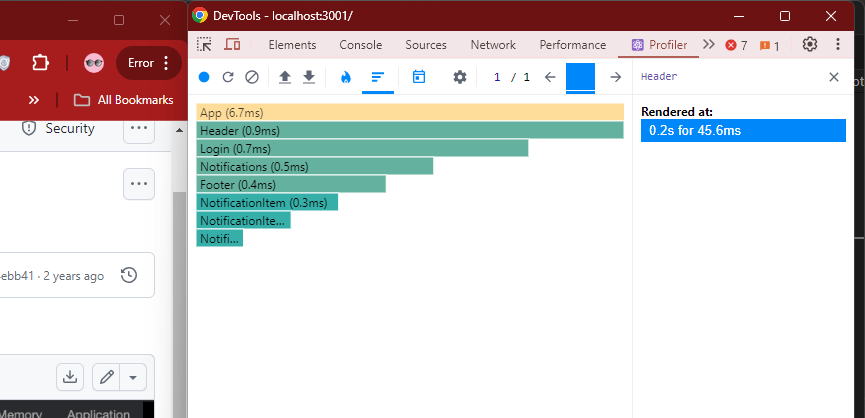 DevTools - localhost:3001/
Error
Elements Console Sources Network Performance Profiler 7 1
All Bookmarks
1 / 1
Header
Security
App (6.7ms)
Header (0.9ms)
Login (0.7ms)
Notifications (0.5ms)
Footer (0.4ms)
NotificationItem (0.3ms)
NotificationIte...
Notifi...
Rendered at:
0.2s for 45.6ms
ebb41 · 2 years ago
Memory Application